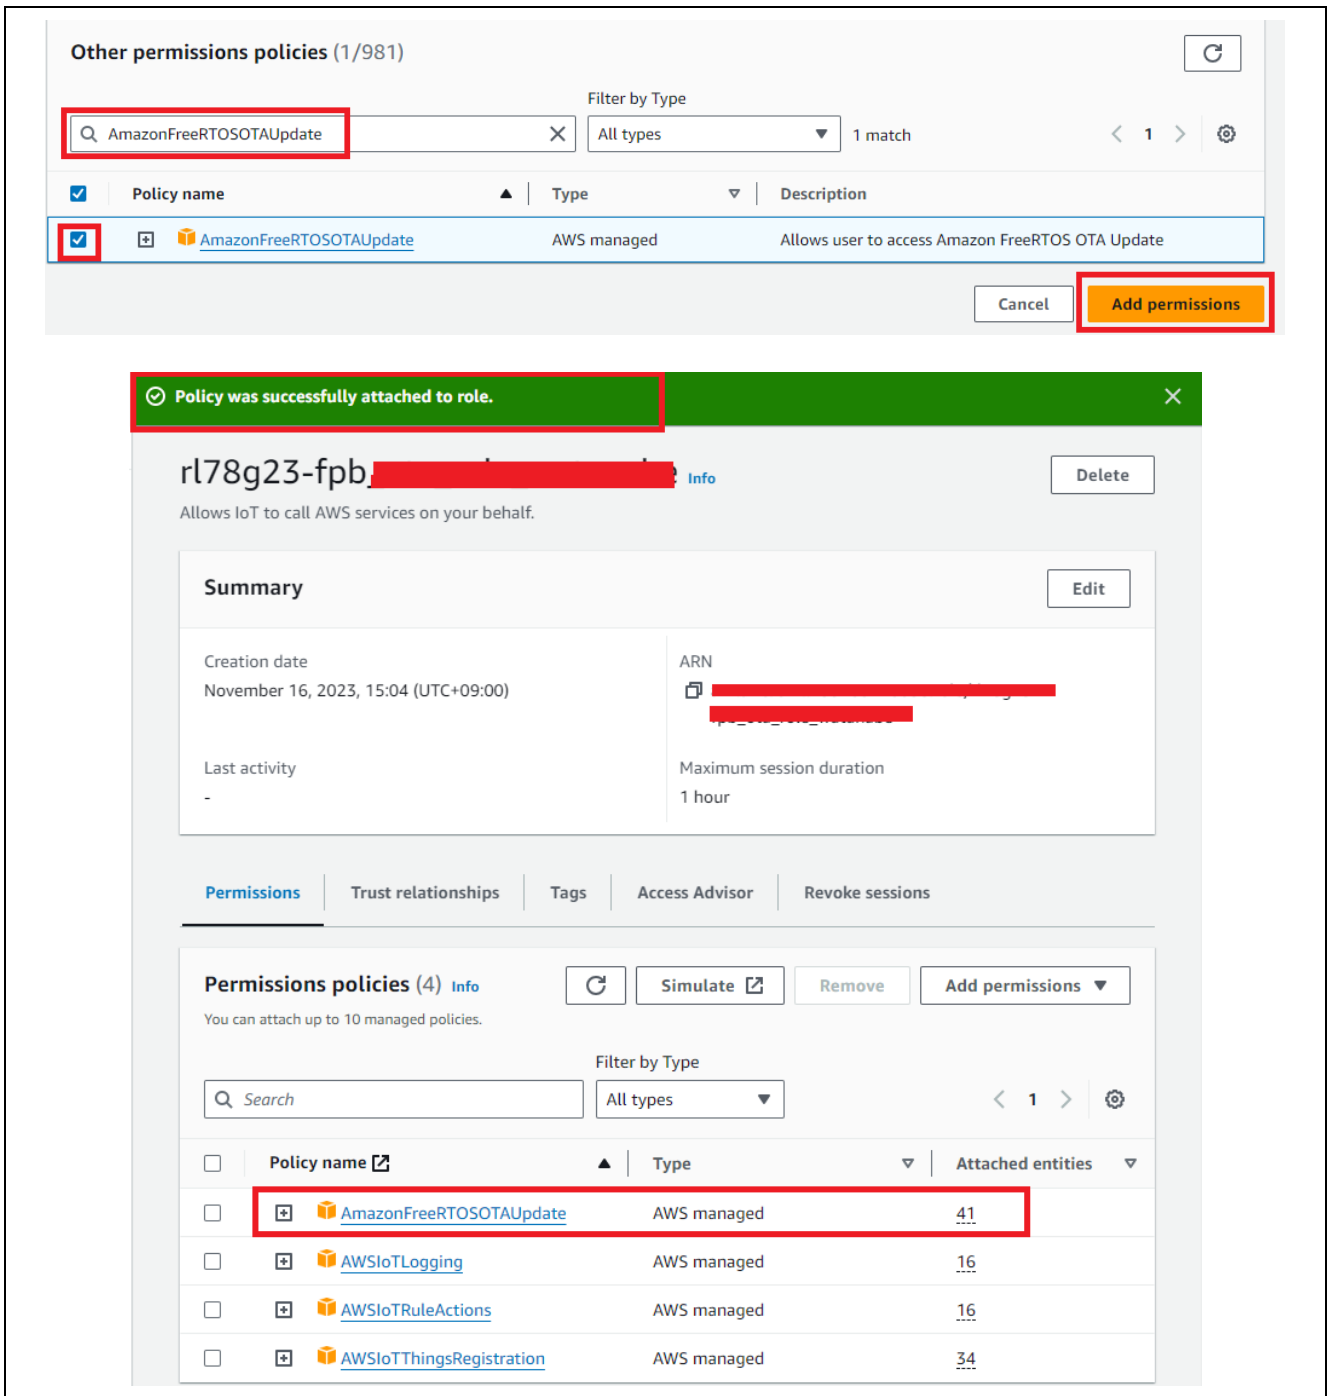 Other permissions policies (1/981)
Filter by Type
AmazonFreeRTOSOTAUpdate All types 1 match 1
Policy name Type Description
AmazonFreeRTOSOTAUpdate AWS managed Allows user to access Amazon FreeRTOS OTA Update
Cancel Add permissions
Policy was successfully attached to role.
rl78g23-fpb_ Info Delete
Allows IoT to call AWS services on your behalf.
Summary Edit
Creation date ARN
November 16, 2023, 15:04 (UTC+09:00)
Last activity Maximum session duration
- 1 hour
Permissions Trust relationships Tags Access Advisor Revoke sessions
Permissions policies (4) Info Simulate Remove Add permissions
You can attach up to 10 managed policies.
Filter by Type
Search All types 1
Policy name Type Attached entities
AmazonFreeRTOSOTAUpdate AWS managed 41
AWSIoTLogging AWS managed 16
AWSIoTRuleActions AWS managed 16
AWSIoTThingsRegistration AWS managed 34